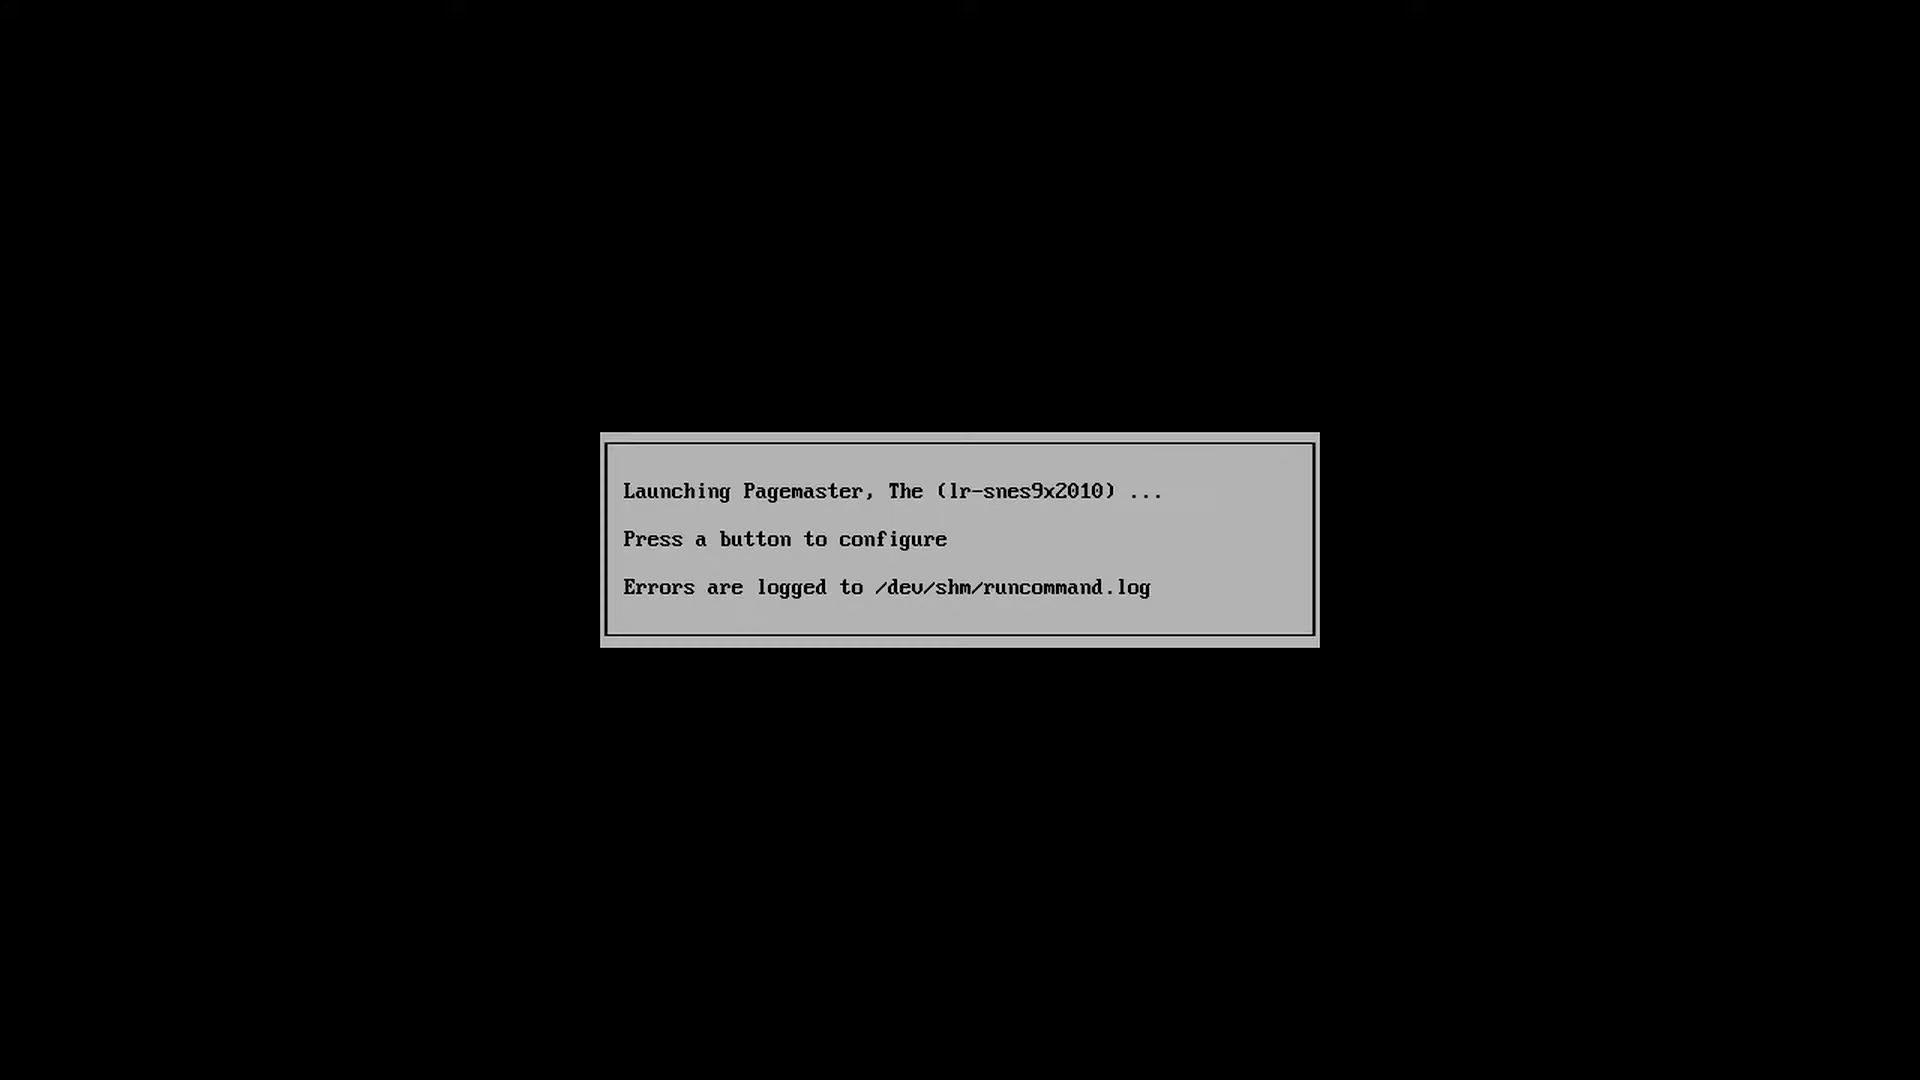 Launching Pagemaster, The (lr-snes9x2010) ...
Press a button to configure
Errors are logged to /dev/shm/runcommand.log